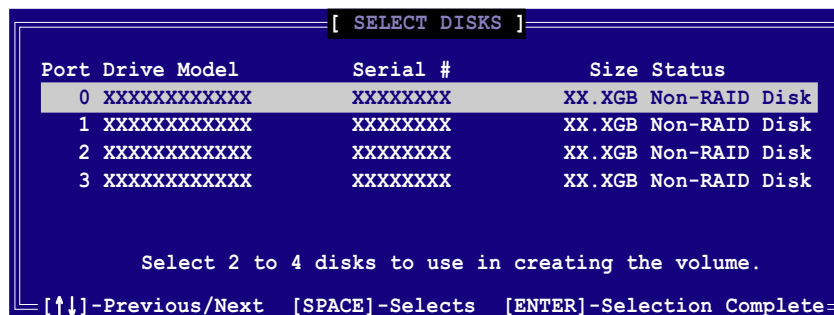 [ SELECT DISKS ]
Port Drive Model Serial # Size Status
0 XXXXXXXXXXXX XXXXXXXX XX.XGB Non-RAID Disk
1 XXXXXXXXXXXX XXXXXXXX XX.XGB Non-RAID Disk
2 XXXXXXXXXXXX XXXXXXXX XX.XGB Non-RAID Disk
3 XXXXXXXXXXXX XXXXXXXX XX.XGB Non-RAID Disk
Select 2 to 4 disks to use in creating the volume.
[↑↓]-Previous/Next [SPACE]-Selects [ENTER]-Selection Complete